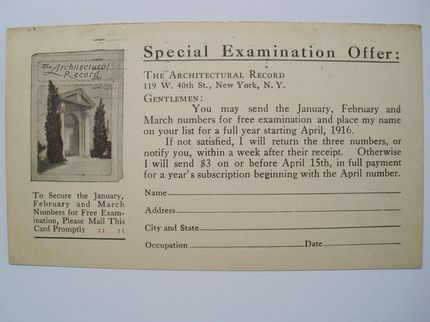 The Architectural
Record
Special Examination Offer:
THE ARCHITECTURAL RECORD
119 W. 40th St., New York, N. Y.
GENTLEMEN:
You may send the January, February and
March numbers for free examination and place my name
on your list for a full year starting April, 1916.
If not satisfied, I will return the three numbers, or
notify you, within a week after their receipt. Otherwise
I will send $3 on or before April 15th, in full payment
for a year's subscription beginning with the April number.
To Secure the January,
February and March
Numbers for Free Exam-
ination, Please Mail This
Card Promptly :: ::
Name
Address
City and State
Occupation Date